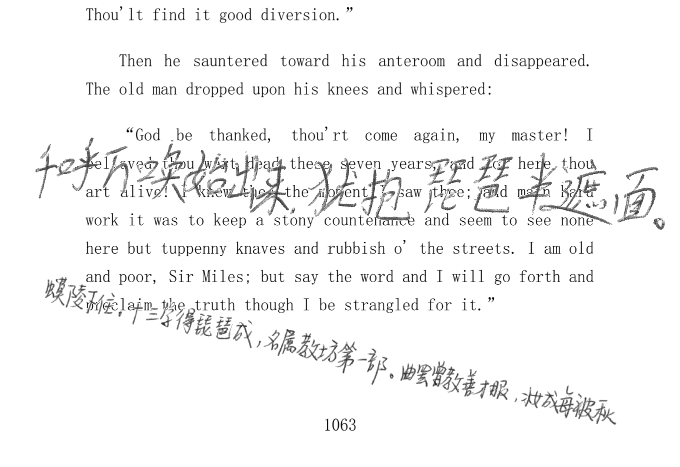 Thou'lt find it good diversion.”
Then he sauntered toward his anteroom and disappeared.
The old man dropped upon his knees and whispered:
“God be thanked, thou'rt come again, my master! I
believed thou wert dead these seven years, and lo! here thou
千呼万唤始出来，犹抱琵琶半遮面。
art alive! I knew thee the moment I saw thee; and main hard
work it was to keep a stony countenance and seem to see none
here but tuppenny knaves and rubbish o' the streets. I am old
and poor, Sir Miles; but say the word and I will go forth and
proclaim the truth though I be strangled for it.”
蟆陵下住。十三学得琵琶成，名属教坊第一部。曲罢曾教善才服，妆成每被秋
1063